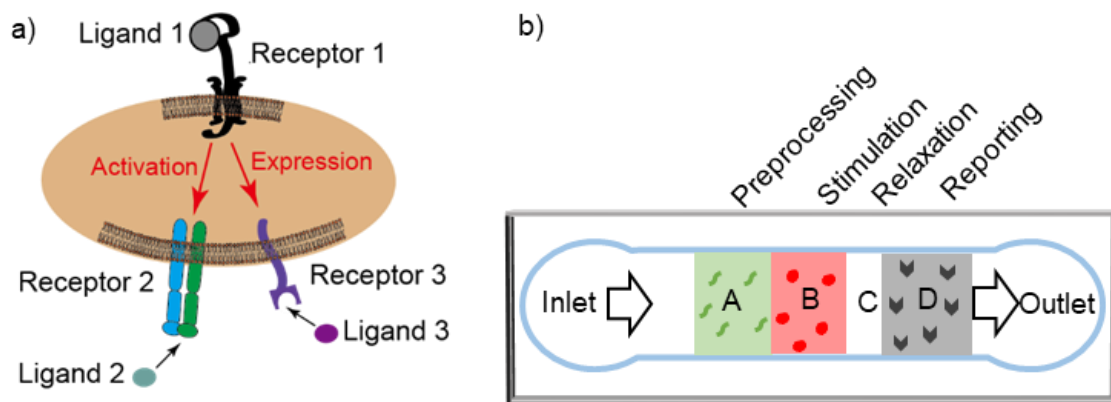 a)
Ligand 1
Receptor 1
Activation
Expression
Receptor 2
Receptor 3
Ligand 3
Ligand 2
b)
Preprocessing
Stimulation
Relaxation
Reporting
Inlet
A
B
C
D
Outlet